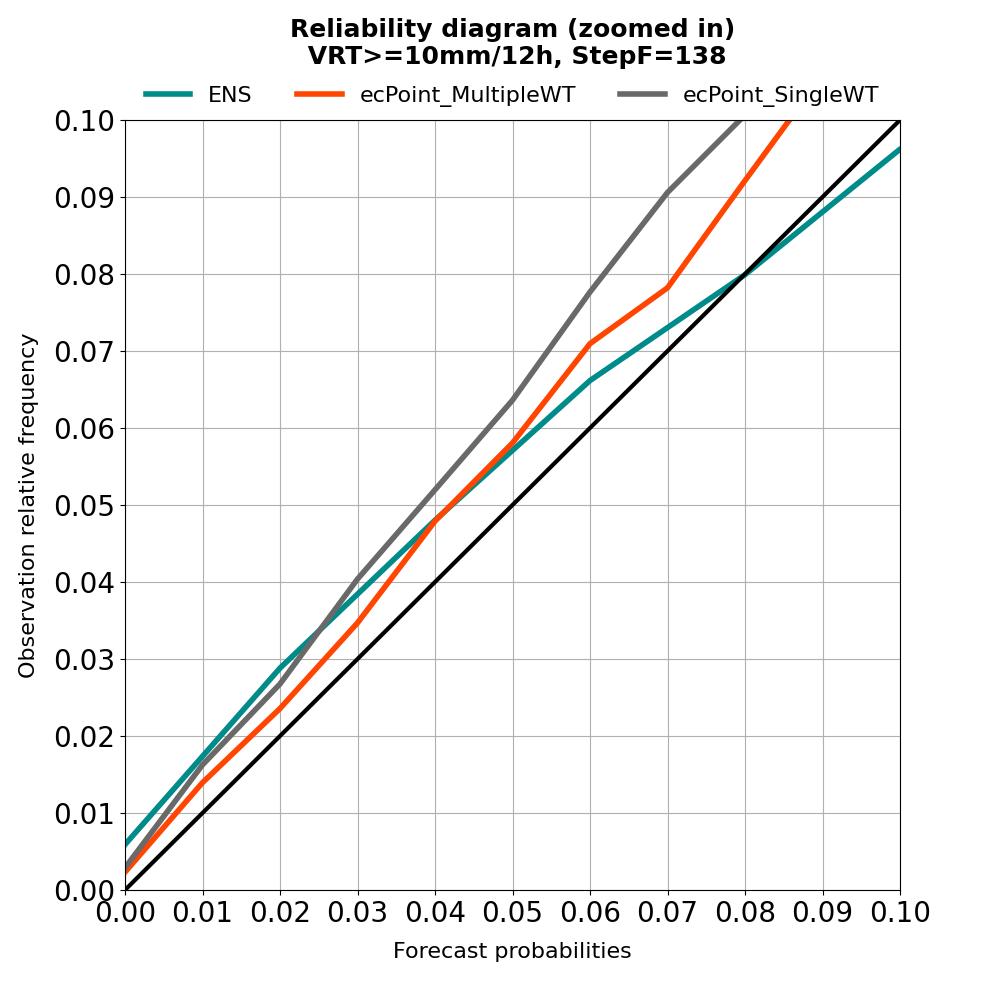 Reliability diagram (zoomed in)
VRT>=10mm/12h, StepF=138
ENS ecPoint_MultipleWT ecPoint_SingleWT
0.10
0.09
0.08
0.07
0.06
0.05
0.04
0.03
0.02
0.01
0.00
Observation relative frequency
0.00 0.01 0.02 0.03 0.04 0.05 0.06 0.07 0.08 0.09 0.10
Forecast probabilities